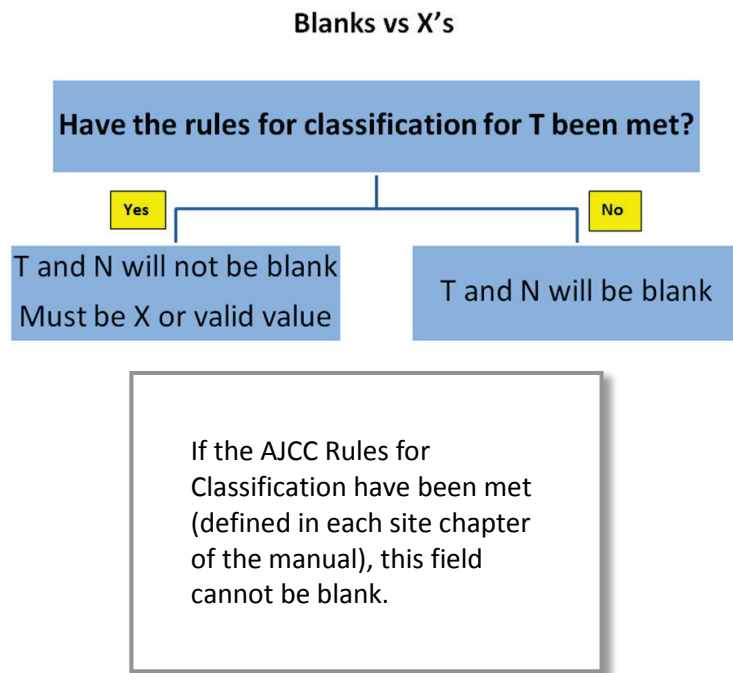 Blanks vs X’s
Have the rules for classification for T been met?
Yes
No
T and N will not be blank
Must be X or valid value
T and N will be blank
If the AJCC Rules for
Classification have been met
(defined in each site chapter
of the manual), this field
cannot be blank.